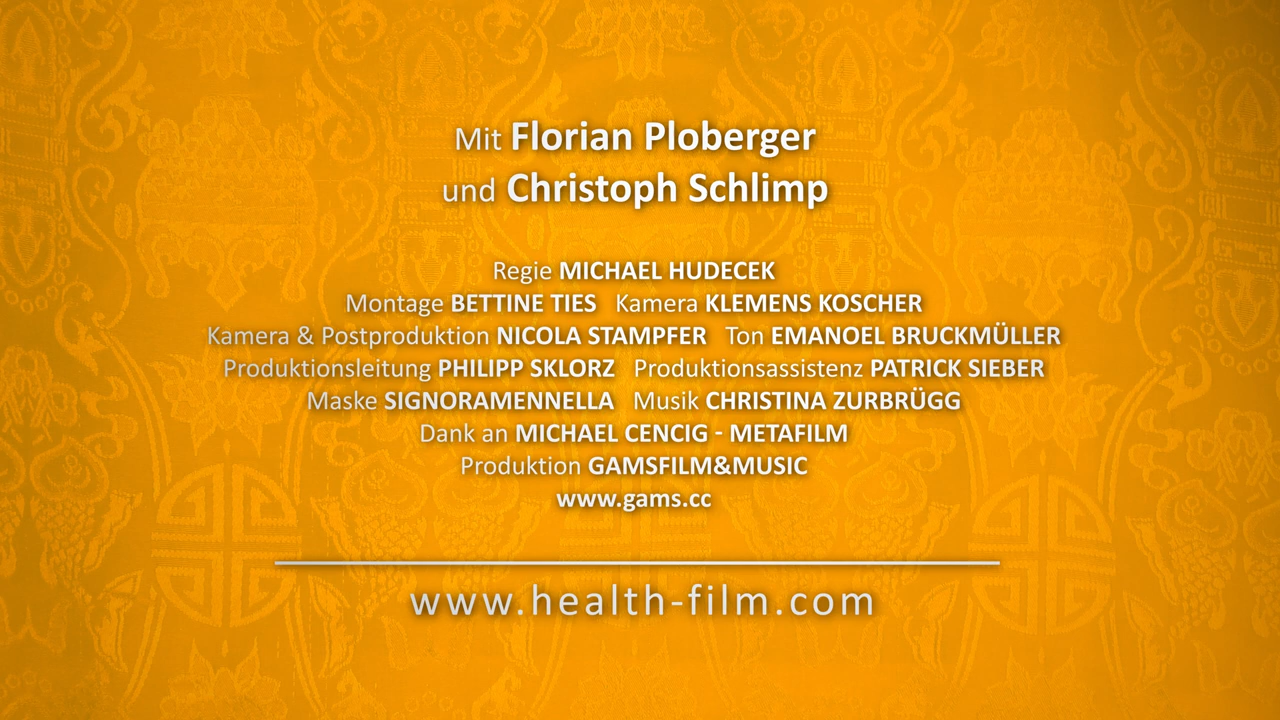 Mit Florian Ploberger
und Christoph Schlimp
Regie MICHAEL HUDECEK
Montage BETTINE TIES Kamera KLEMENS KOSCHER
Kamera & Postproduktion NICOLA STAMPFER Ton EMANOEL BRUCKMÜLLER
Produktionsleitung PHILIPP SKLORZ Produktionsassistenz PATRICK SIEBER
Maske SIGNORAMENNELLA Musik CHRISTINA ZURBRÜGG
Dank an MICHAEL CENCIG - METAFILM
Produktion GAMSFILM&MUSIC
www.gams.cc
www.health-film.com